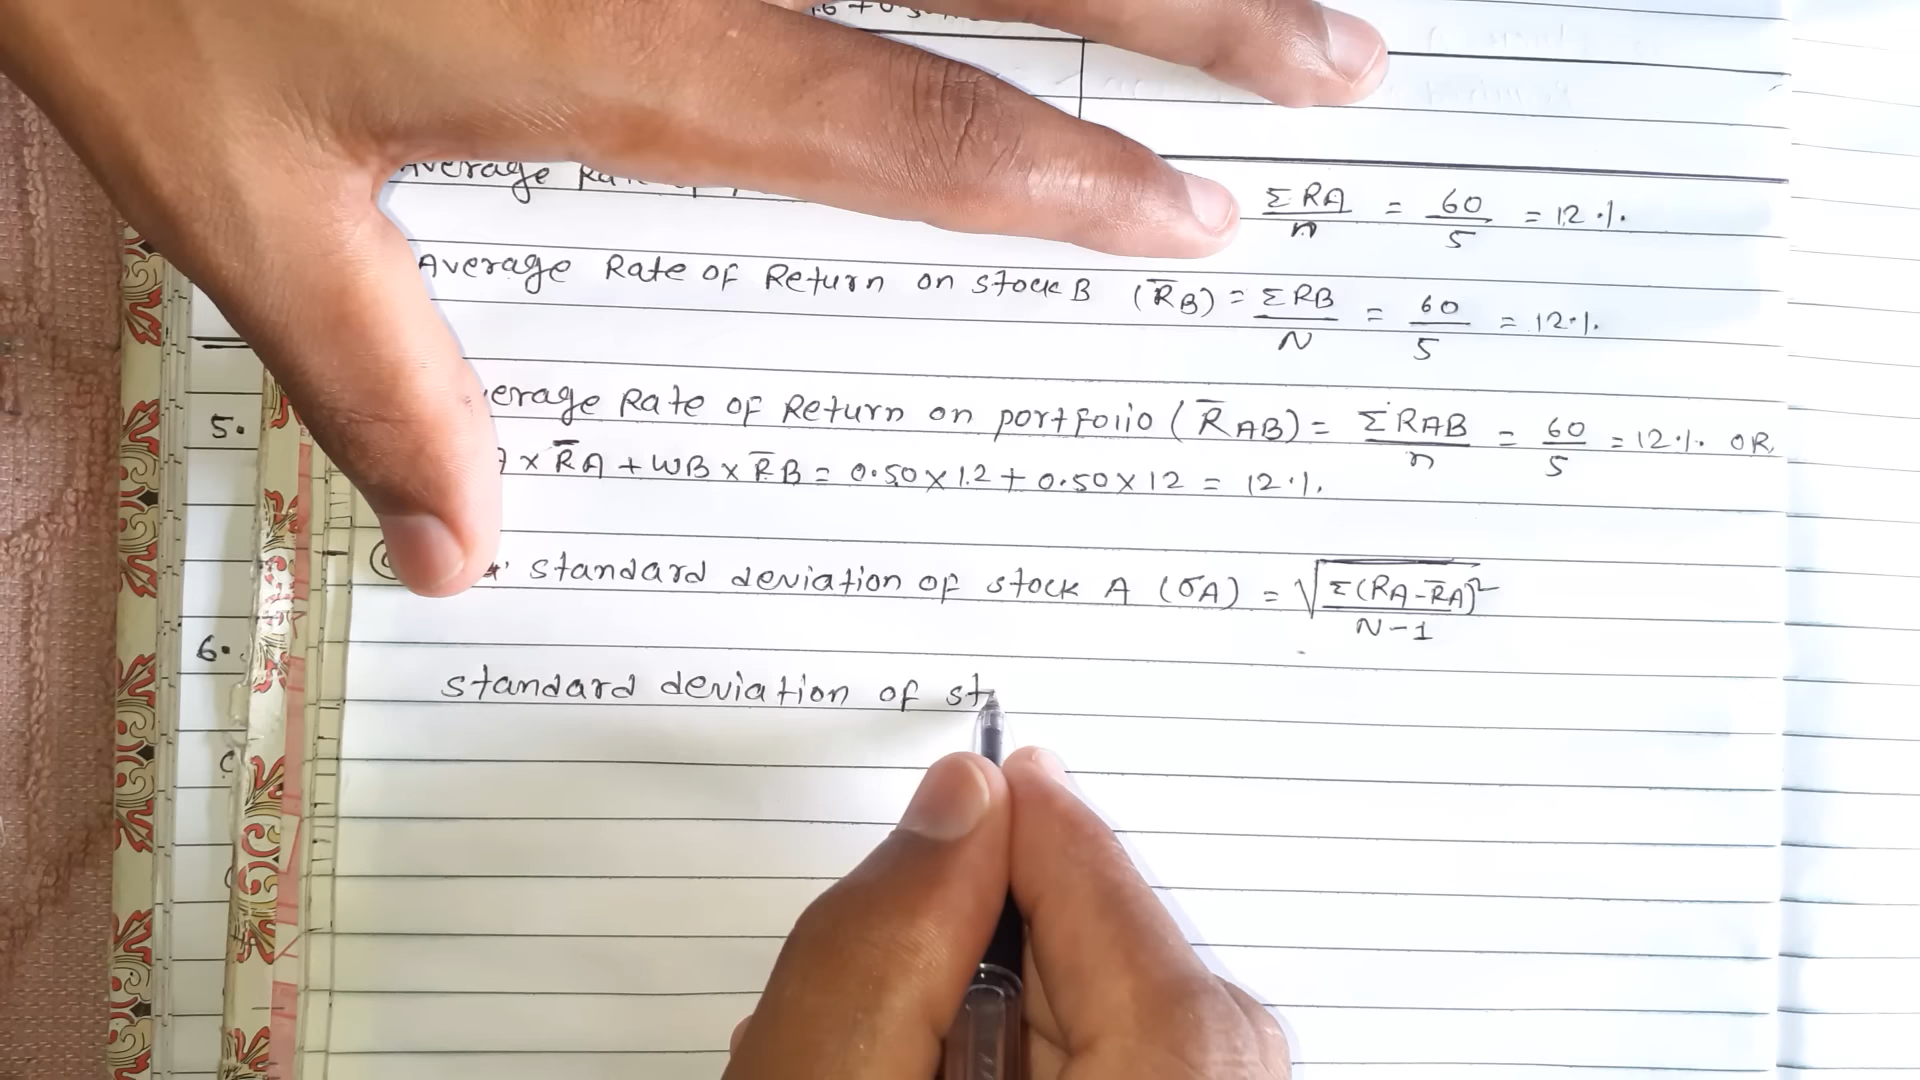 Average
ΣRA/n = 60/5 = 12 %.
Average Rate of Return on stock B (R̄B) = ΣRB/N = 60/5 = 12%.
erage Rate of Return on portfolio (R̄AB) = ΣRAB/n = 60/5 = 12%. OR,
× R̄A + WB × R̄B = 0.50 × 12 + 0.50 × 12 = 12%.
standard deviation of stock A (σA) = √Σ(RA-R̄A)²/N-1
standard deviation of st
5.
6.